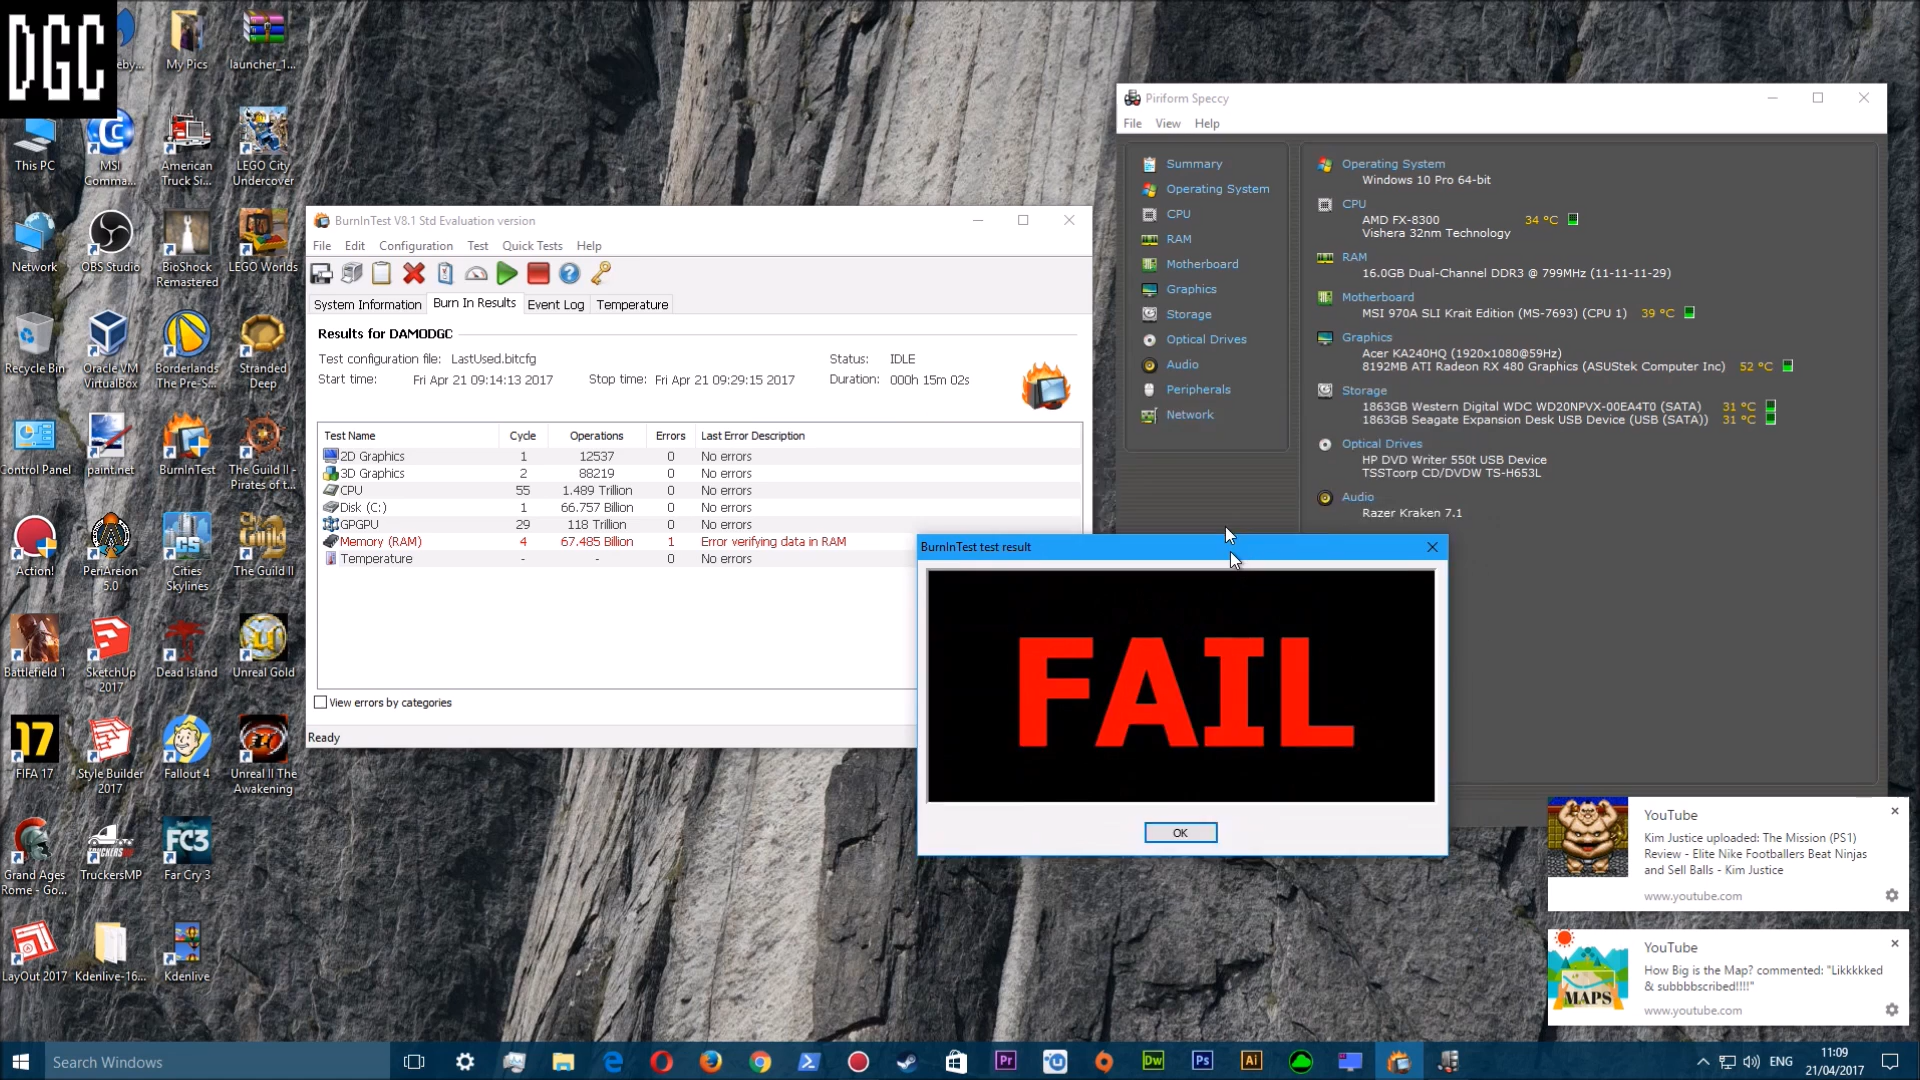 DGC
eby...
My Pics
launcher_1...
This PC
MSI
Comma...
American
Truck Si...
LEGO City
Undercover
Network
OBS Studio
BioShock
Remastered
LEGO Worlds
Recycle Bin
Oracle VM
VirtualBox
Borderlands
The Pre-S...
Stranded
Deep
Control Panel
paint.net
BurnInTest
The Guild II -
Pirates of t...
Action!
PenAreion
5.0
Cities
Skylines
The Guild II
Battlefield 1
SketchUp
2017
Dead Island
Unreal Gold
17
FIFA 17
Style Builder
2017
Fallout 4
Unreal II The
Awakening
Grand Ages
Rome - Go...
TruckersMP
FC3
Far Cry 3
LayOut 2017
Kdenlive-16...
Kdenlive
BurnInTest V8.1 Std Evaluation version
File Edit Configuration Test Quick Tests Help
System Information Burn In Results Event Log Temperature
Results for DAMODGC
Test configuration file: LastUsed.bitcfg Status: IDLE
Start time: Fri Apr 21 09:14:13 2017 Stop time: Fri Apr 21 09:29:15 2017 Duration: 000h 15m 02s
Test Name Cycle Operations Errors Last Error Description
2D Graphics 1 12537 0 No errors
3D Graphics 2 88219 0 No errors
CPU 55 1.489 Trillion 0 No errors
Disk (C:) 1 66.757 Billion 0 No errors
GPGPU 29 118 Trillion 0 No errors
Memory (RAM) 4 67.485 Billion 1 Error verifying data in RAM
Temperature - - 0 No errors
View errors by categories
Ready
Piriform Speccy
File View Help
Summary
Operating System
CPU
RAM
Motherboard
Graphics
Storage
Optical Drives
Audio
Peripherals
Network
Operating System
Windows 10 Pro 64-bit
CPU
AMD FX-8300 34 °C
Vishera 32nm Technology
RAM
16.0GB Dual-Channel DDR3 @ 799MHz (11-11-11-29)
Motherboard
MSI 970A SLI Krait Edition (MS-7693) (CPU 1) 39 °C
Graphics
Acer KA240HQ (1920x1080@59Hz)
8192MB ATI Radeon RX 480 Graphics (ASUStek Computer Inc) 52 °C
Storage
1863GB Western Digital WDC WD20NPVX-00EA4T0 (SATA) 31 °C
1863GB Seagate Expansion Desk USB Device (USB (SATA)) 31 °C
Optical Drives
HP DVD Writer 550t USB Device
TSSTcorp CD/DVDW TS-H653L
Audio
Razer Kraken 7.1
BurnInTest test result
FAIL
OK
YouTube
Kim Justice uploaded: The Mission (PS1)
Review - Elite Nike Footballers Beat Ninjas
and Sell Balls - Kim Justice
www.youtube.com
YouTube
How Big is the Map? commented: "Likkkkked
& subbbbscribed!!!!"
www.youtube.com
MAPS
Search Windows
Pr
Dw
Ps
Ai
ENG
11:09
21/04/2017